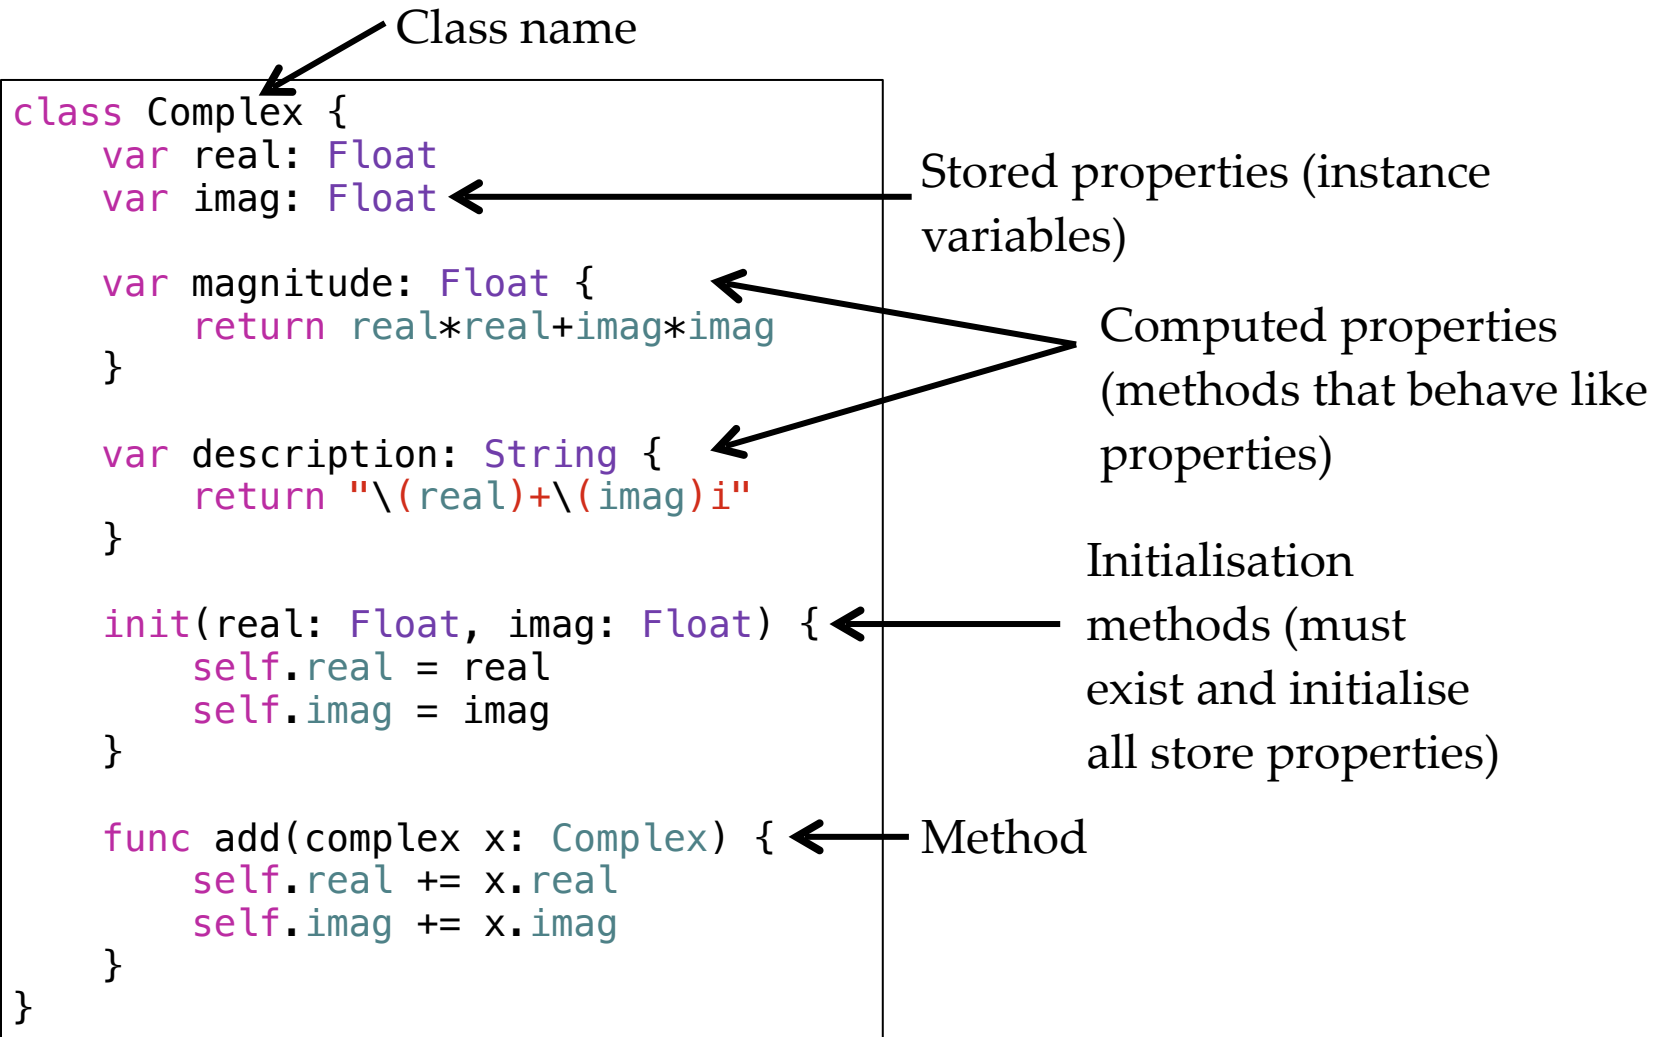 Class name
class Complex {
    var real: Float
    var imag: Float
    var magnitude: Float {
        return real*real+imag*imag
    }
    var description: String {
        return "\(real)+\(imag)i"
    }
    init(real: Float, imag: Float) {
        self.real = real
        self.imag = imag
    }
    func add(complex x: Complex) {
        self.real += x.real
        self.imag += x.imag
    }
}
Stored properties (instance
variables)
Computed properties
(methods that behave like
properties)
Initialisation
methods (must
exist and initialise
all store properties)
Method